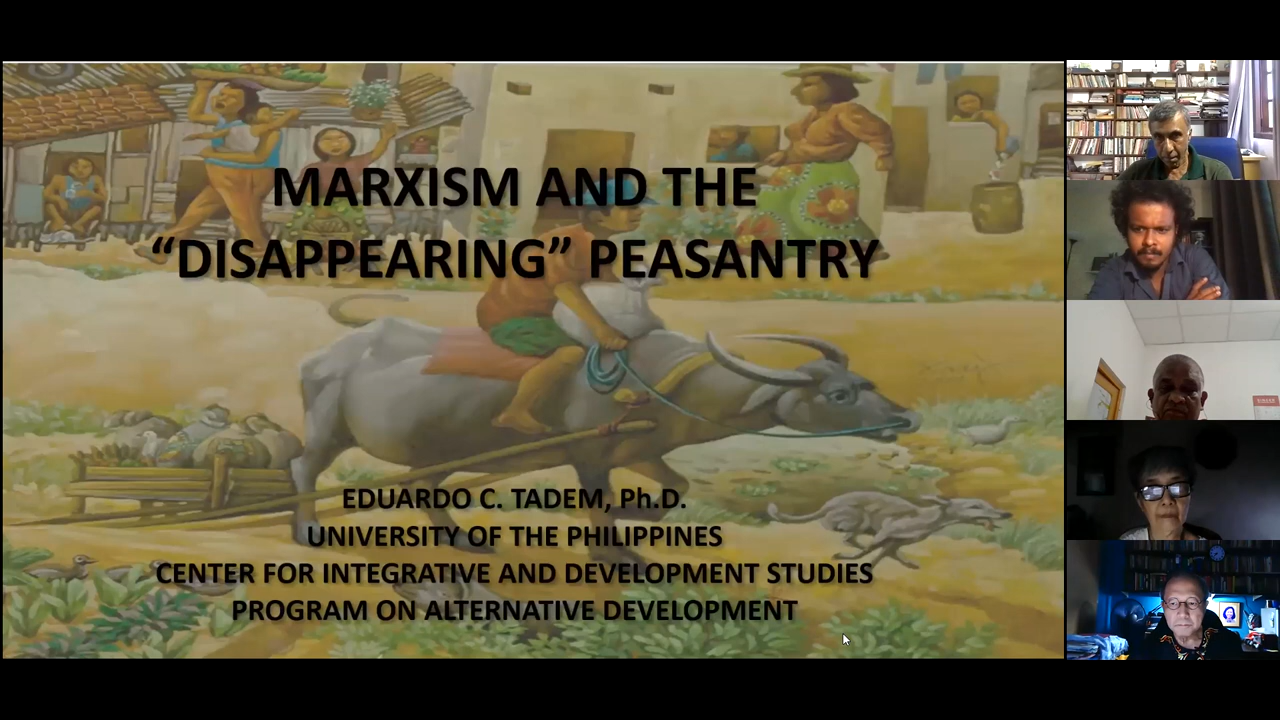 MARXISM AND THE
“DISAPPEARING” PEASANTRY
EDUARDO C. TADEM, Ph.D.
UNIVERSITY OF THE PHILIPPINES
CENTER FOR INTEGRATIVE AND DEVELOPMENT STUDIES
PROGRAM ON ALTERNATIVE DEVELOPMENT